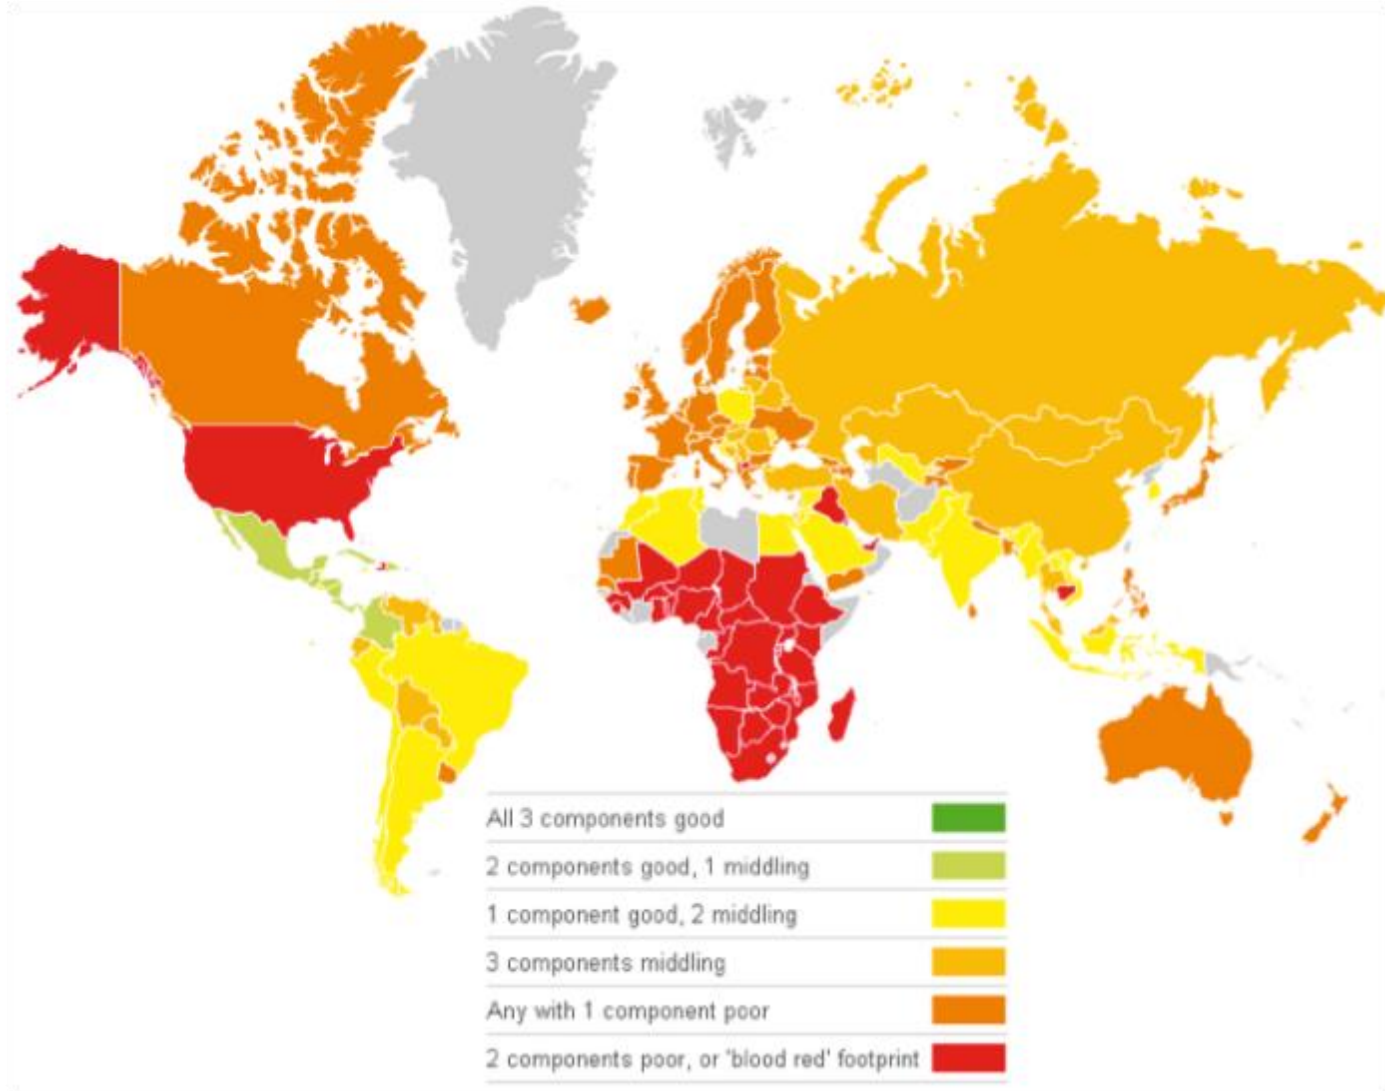 All 3 components good
2 components good, 1 middling
1 component good, 2 middling
3 components middling
Any with 1 component poor
2 components poor, or 'blood red' footprint